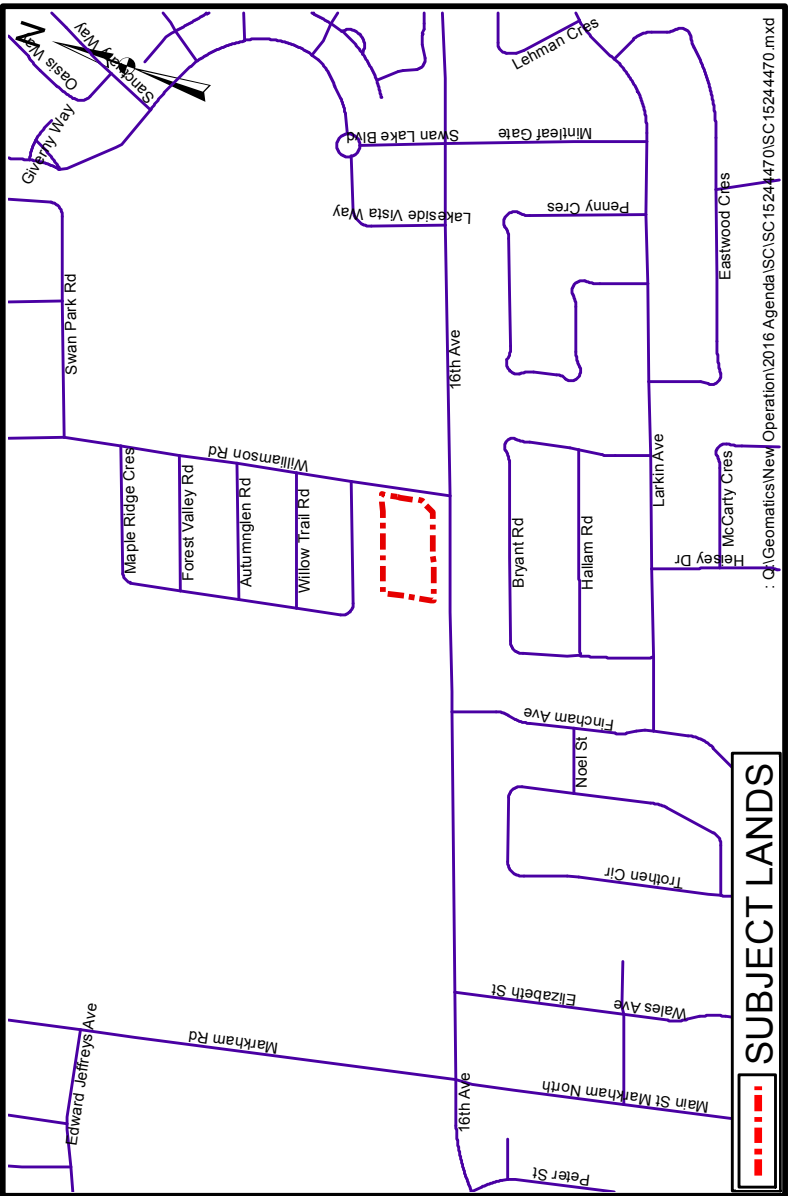 N
Oasis Way
Sanctuary Way
Giverny Way
Swan Park Rd
Lehman Cres
Swan Lake Blvd
Mintleaf Gate
Lakeside Vista Way
Penny Cres
Eastwood Cres
16th Ave
Williamson Rd
Maple Ridge Cres
Forest Valley Rd
Autumnglen Rd
Willow Trail Rd
Larkin Ave
Bryant Rd
Hallam Rd
McCarty Cres
Heisey Dr
Fincham Ave
Noel St
Trothen Cir
Elizabeth St
Wales Ave
Markham Rd
Edward Jeffreys Ave
16th Ave
Main St Markham North
Peter St
SUBJECT LANDS
: Q:\Geomatics\New Operation\2016 Agenda\SC\SC15244470\SC15244470.mxd